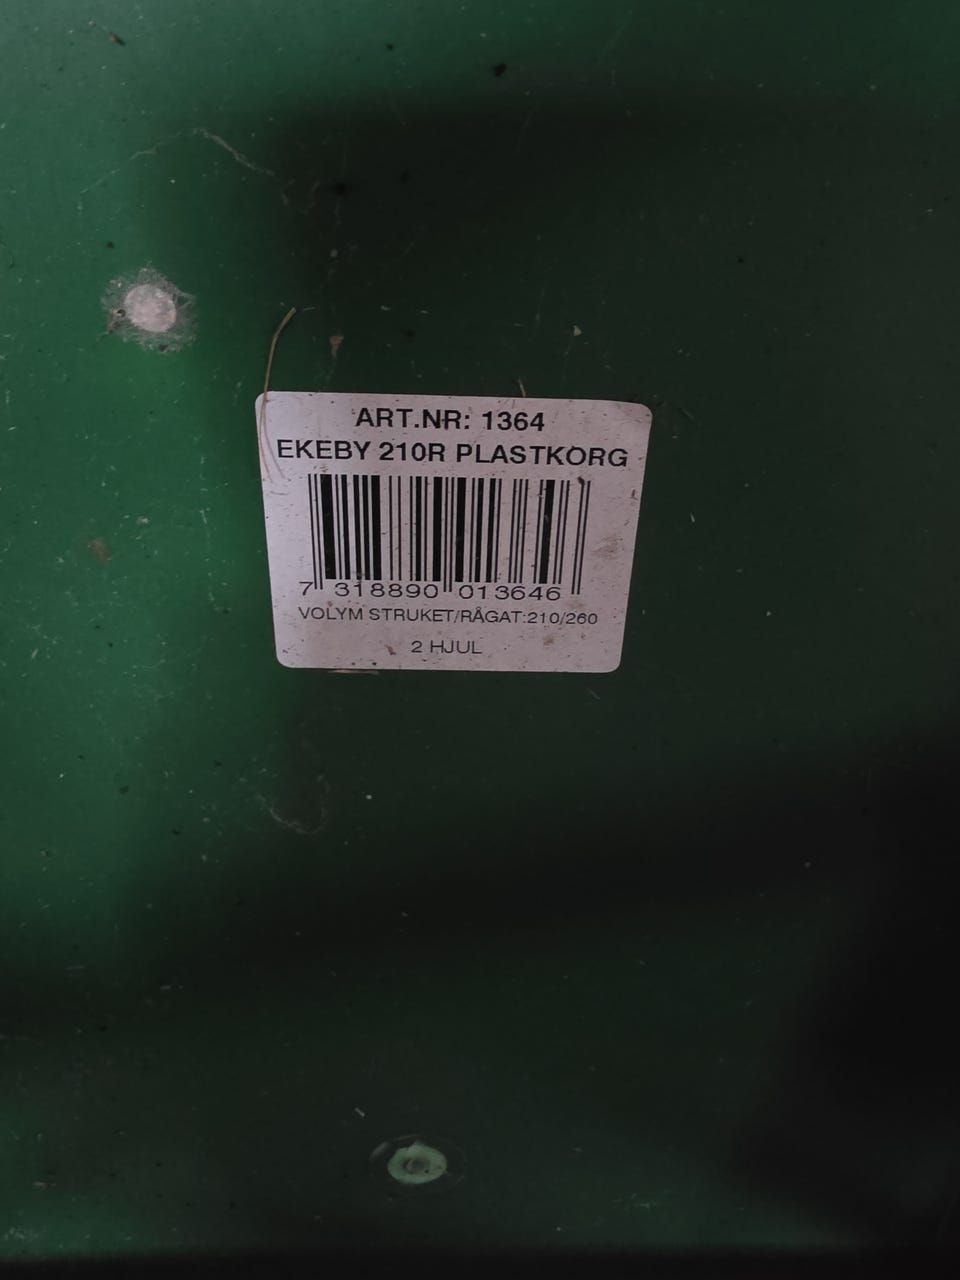 ART.NR: 1364
EKEBY 210R PLASTKORG
7 318890 013646
VOLYM STRUKET/RÅGAT:210/260
2 HJUL